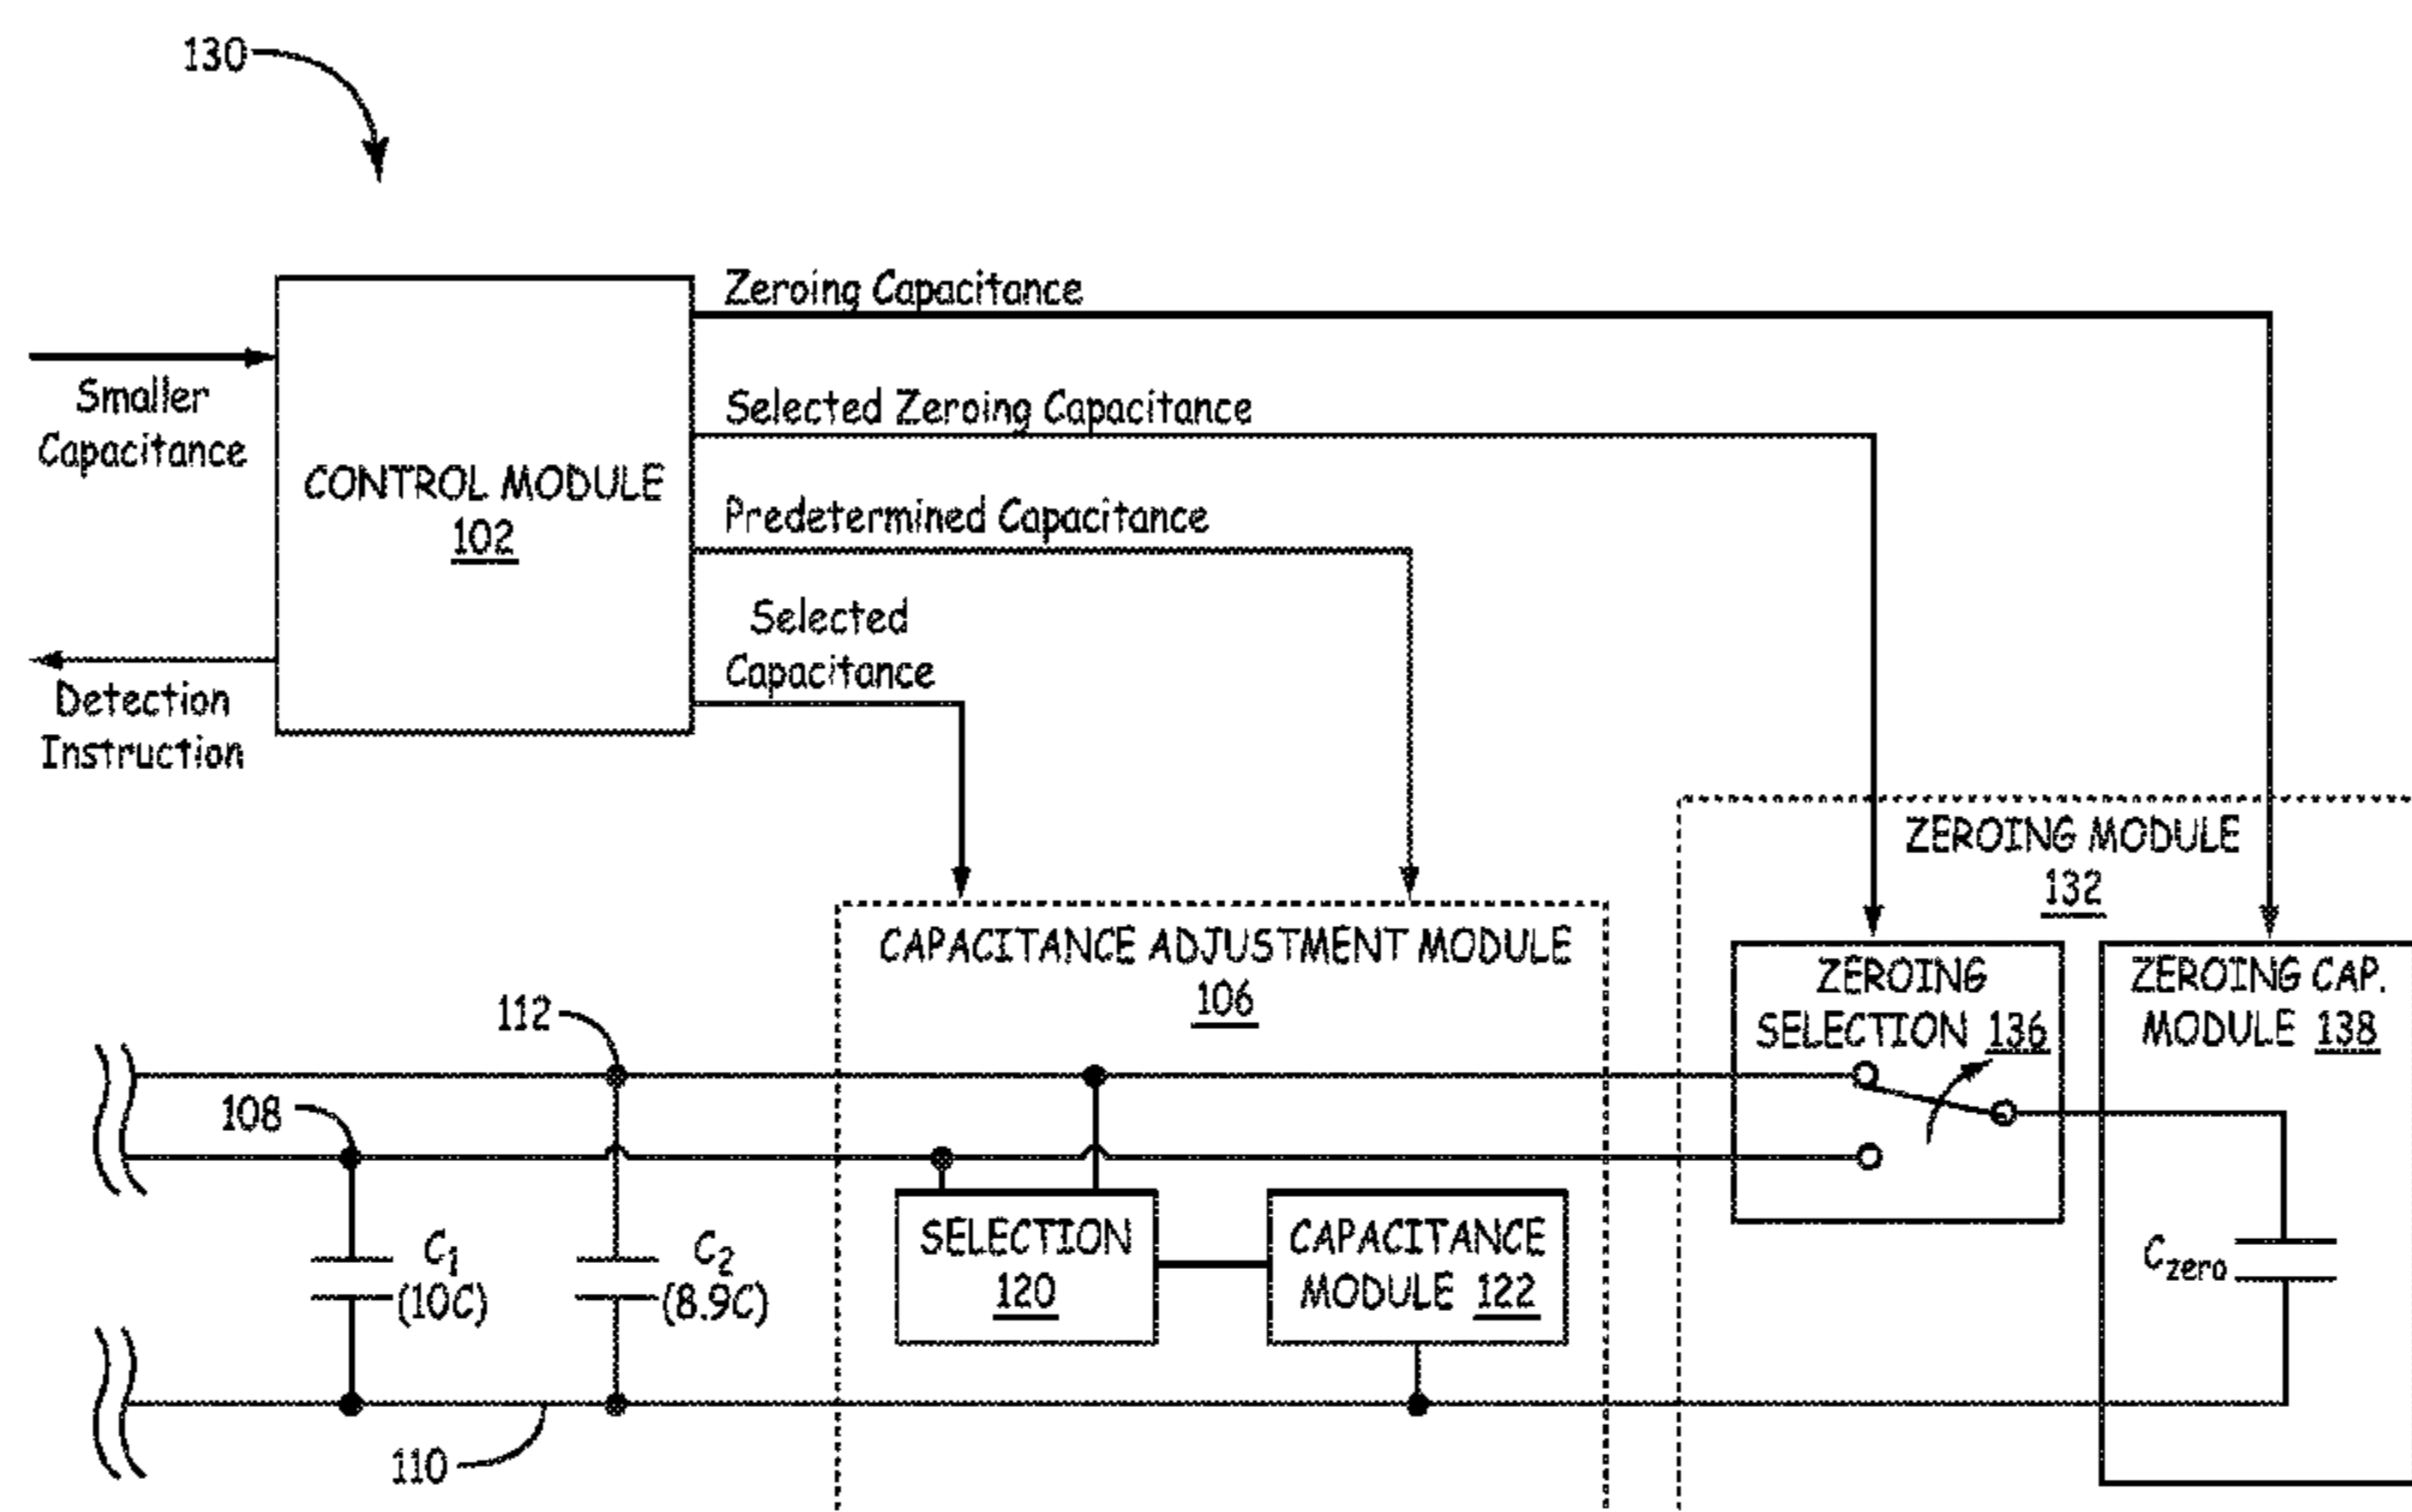 130
Zeroing Capacitance
Smaller
Capacitance
Selected Zeroing Capacitance
CONTROL MODULE
102
Predetermined Capacitance
Selected
Capacitance
Detection
Instruction
ZEROING MODULE
132
CAPACITANCE ADJUSTMENT MODULE
106
ZEROING
SELECTION 136
ZEROING CAP.
MODULE 138
112
108
SELECTION
120
CAPACITANCE
MODULE 122
C1
(10C)
C2
(8.9C)
Czero
110